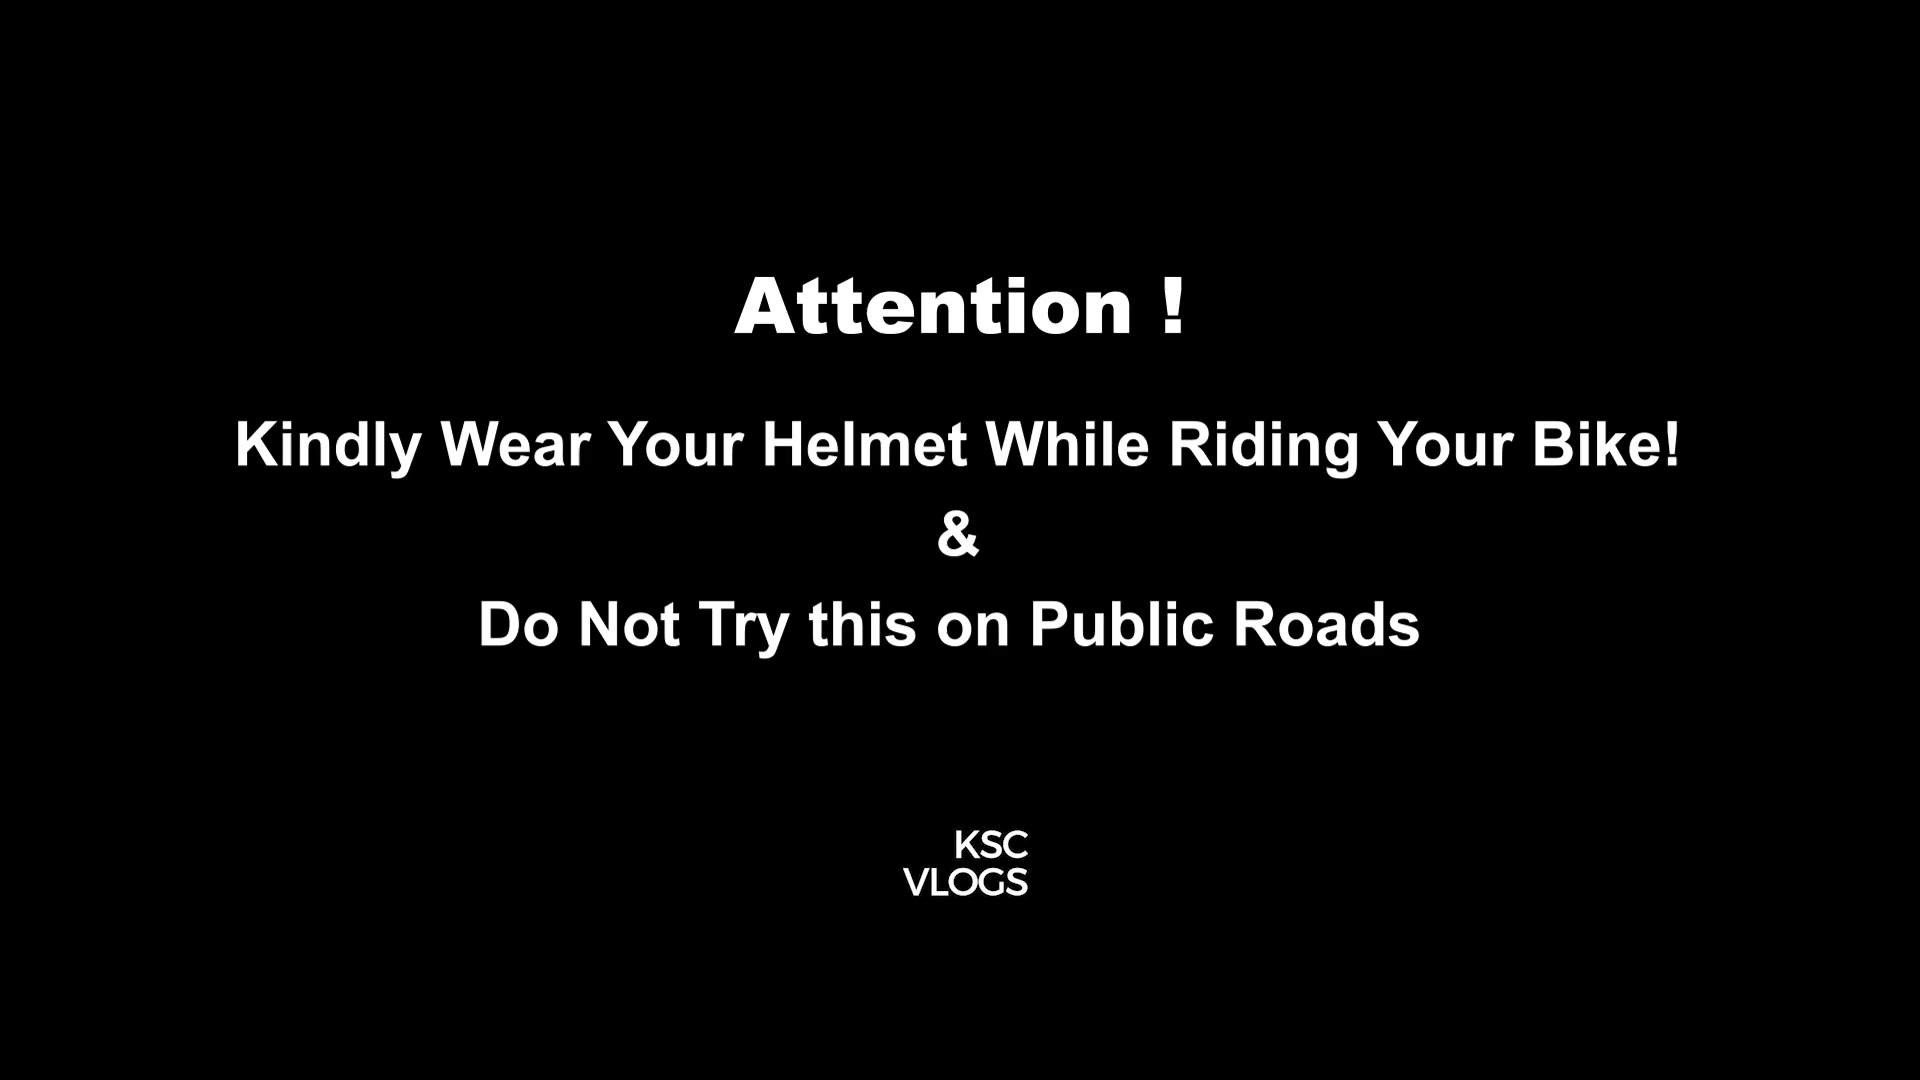 Attention !
Kindly Wear Your Helmet While Riding Your Bike!
&
Do Not Try this on Public Roads
KSC
VLOGS